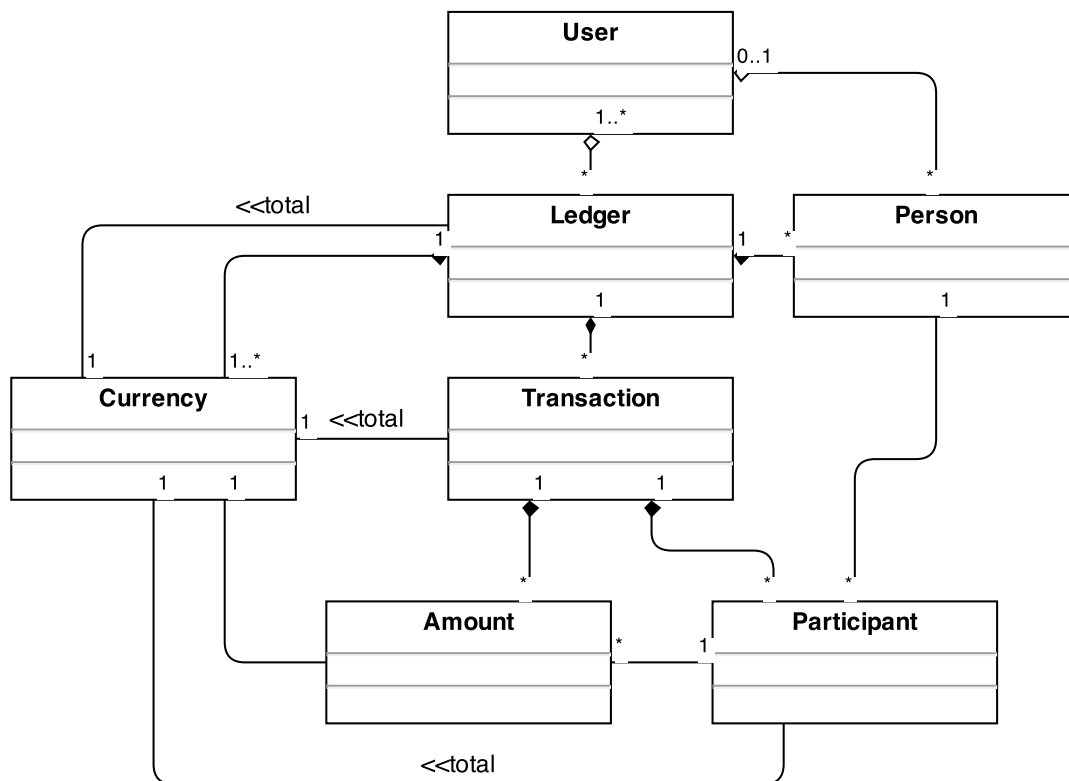 User
0..1
1..*
*
*
<<total
Ledger
Person
1
1
*
1
1
1
1..*
*
Currency
Transaction
1
<<total
1
1
1
1
*
*
*
Amount
Participant
*
1
<<total